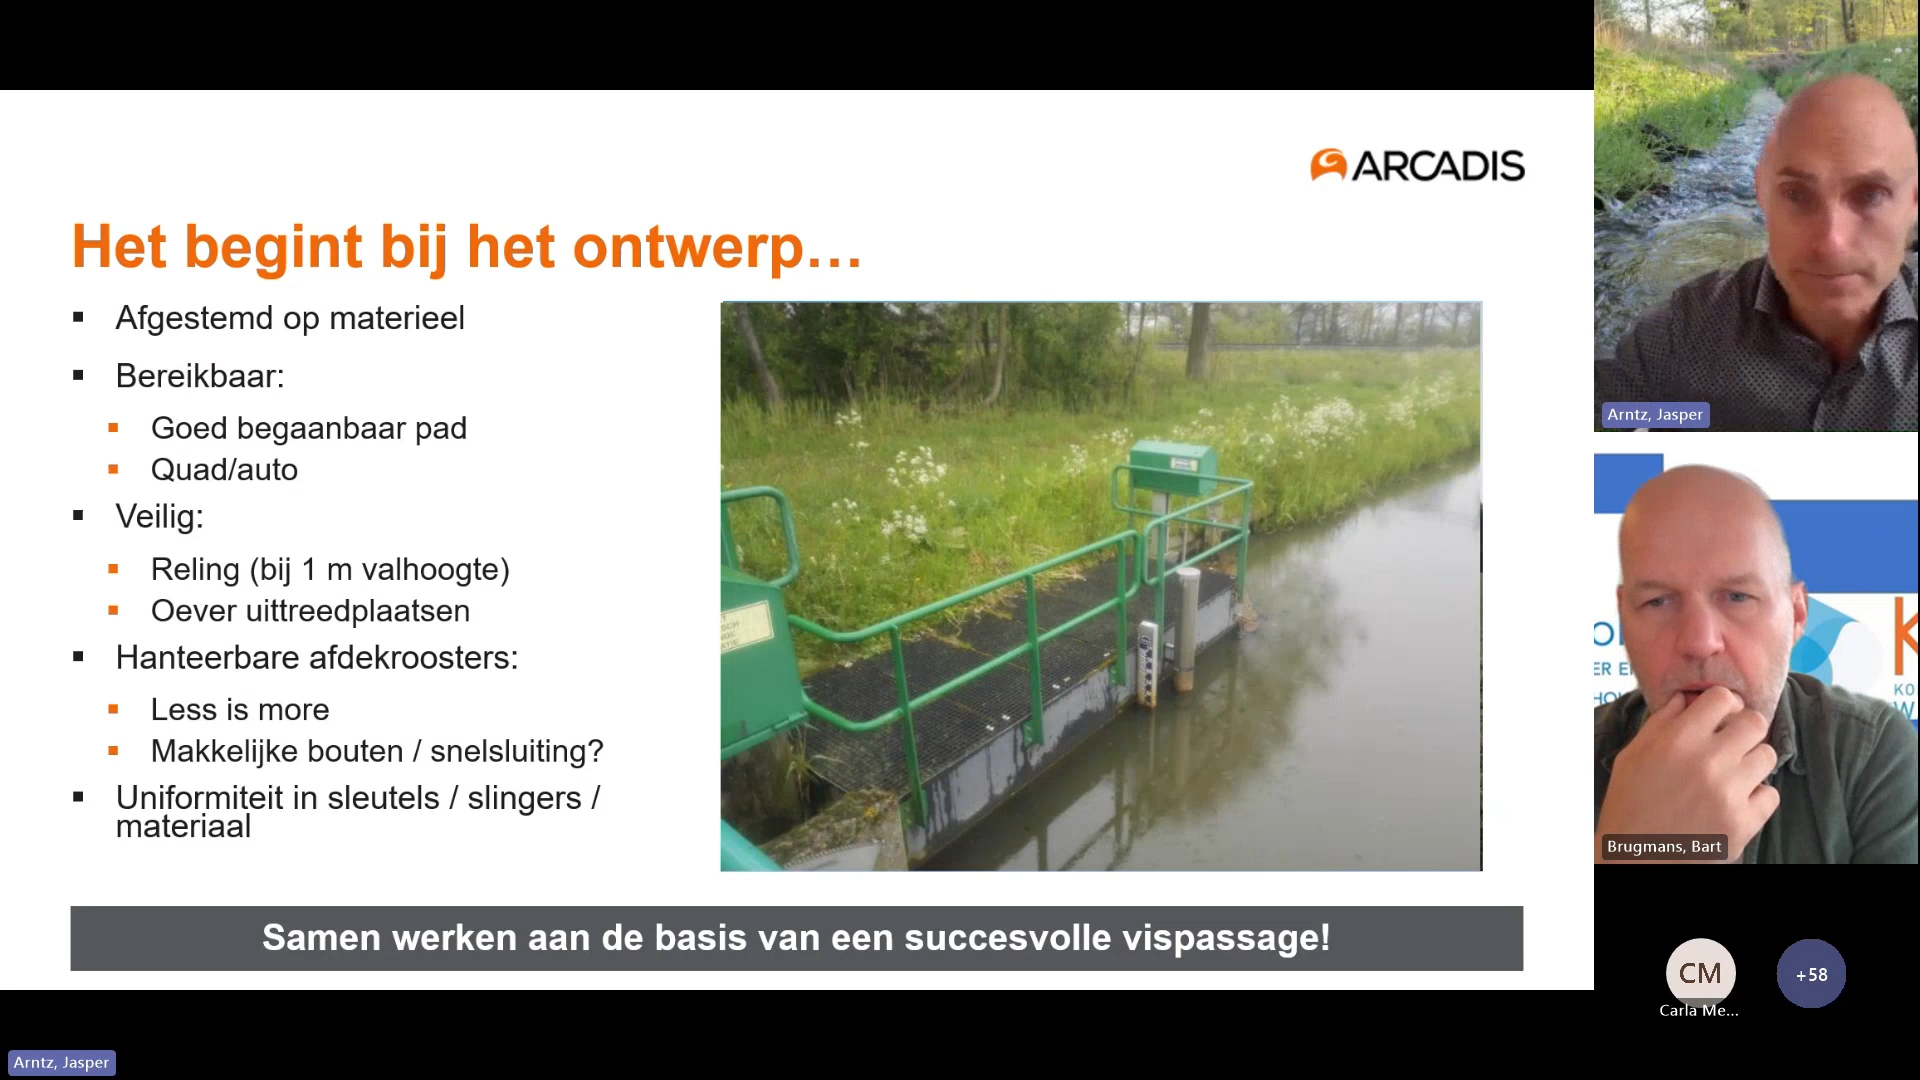 ARCADIS
Het begint bij het ontwerp...
Afgestemd op materieel
Bereikbaar:
Goed begaanbaar pad
Quad/auto
Veilig:
Reling (bij 1 m valhoogte)
Oever uittreedplaatsen
Hanteerbare afdekroosters:
Less is more
Makkelijke bouten / snelsluiting?
Uniformiteit in sleutels / slingers /
materiaal
Samen werken aan de basis van een succesvolle vispassage!
Arntz, Jasper
Brugmans, Bart
CM
Carla Me...
+58
Arntz, Jasper